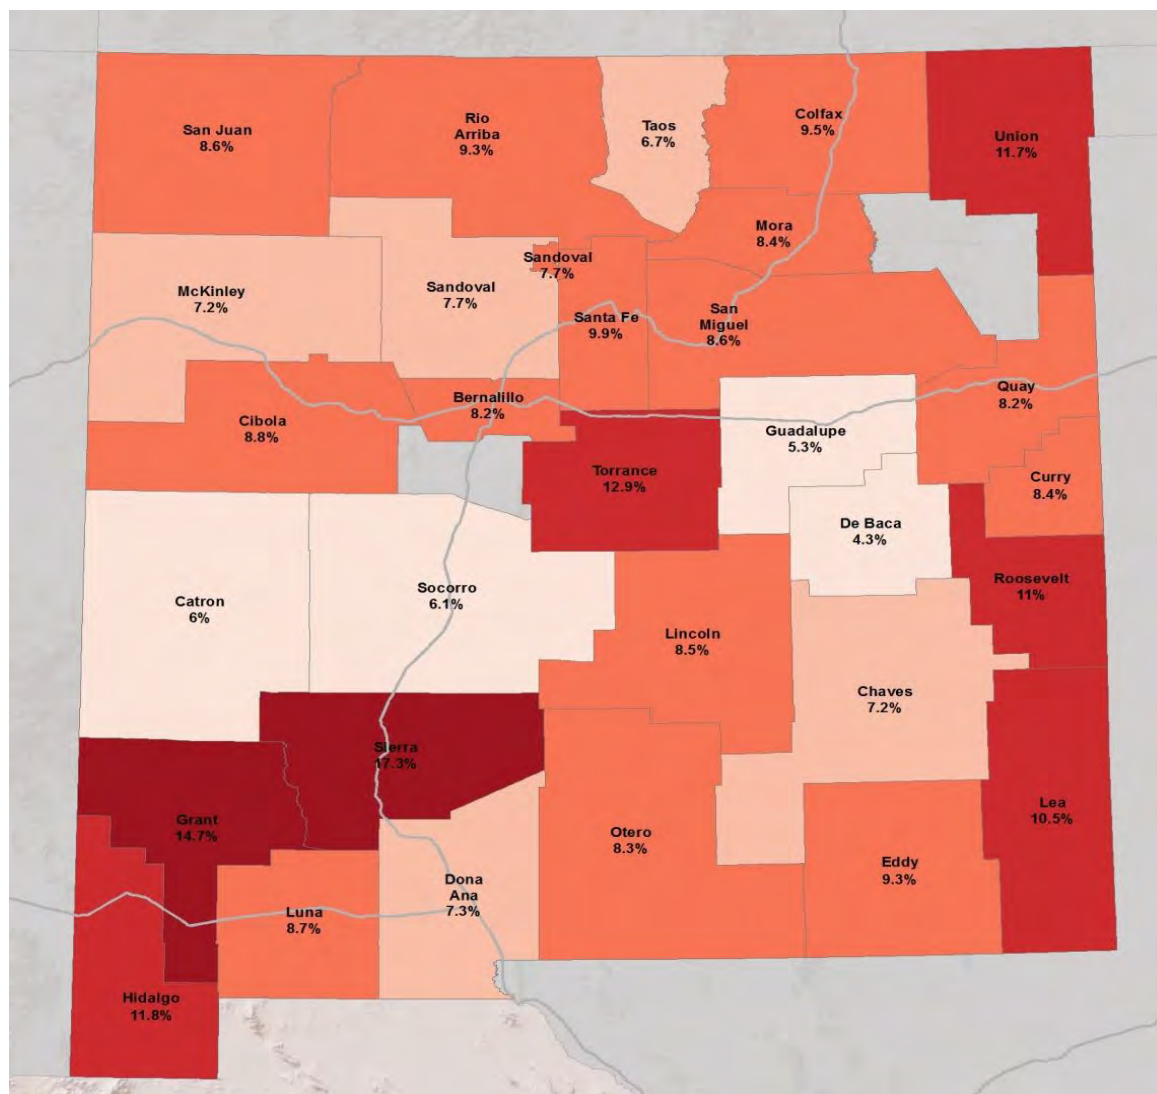 San Juan
8.6%
Rio
Arriba
9.3%
Taos
6.7%
Colfax
9.5%
Union
11.7%
Mora
8.4%
McKinley
7.2%
Sandoval
7.7%
Sandoval
7.7%
Santa Fe
9.9%
San
Miguel
8.6%
Quay
8.2%
Cibola
8.8%
Bernalillo
8.2%
Guadalupe
5.3%
Torrance
12.9%
Curry
8.4%
De Baca
4.3%
Roosevelt
11%
Catron
6%
Socorro
6.1%
Lincoln
8.5%
Chaves
7.2%
Sierra
17.3%
Grant
14.7%
Otero
8.3%
Lea
10.5%
Eddy
9.3%
Dona
Ana
7.3%
Luna
8.7%
Hidalgo
11.8%